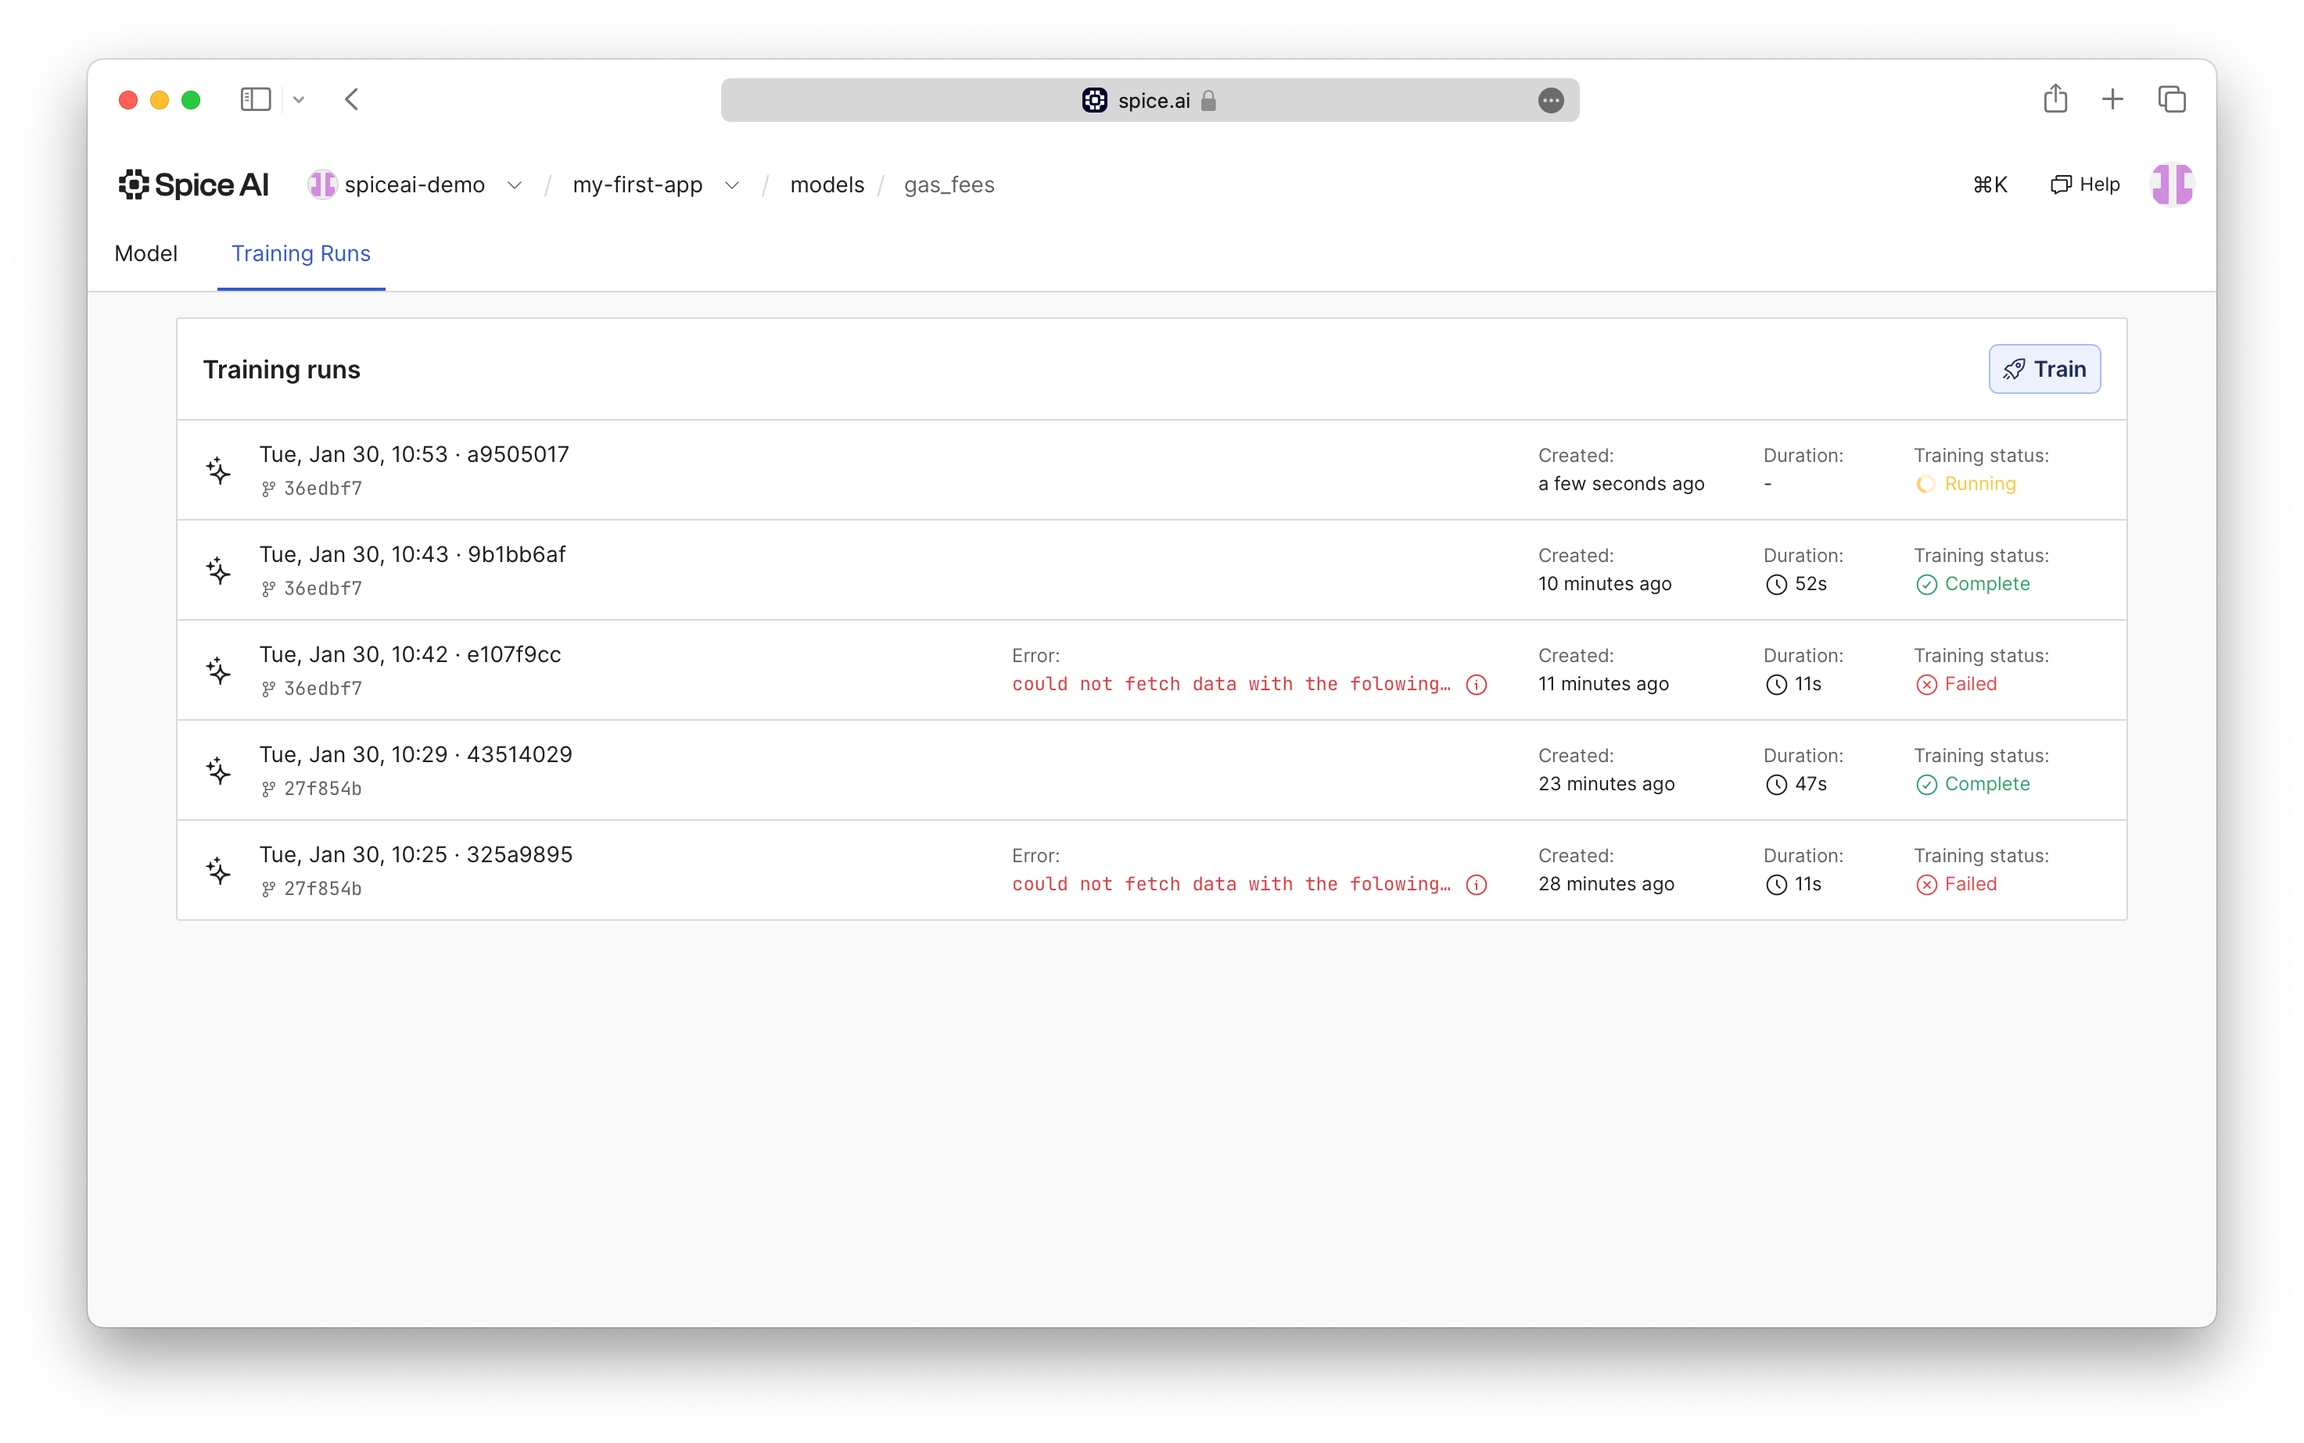 spice.ai
Spice AI spiceai-demo / my-first-app / models / gas_fees ⌘K Help
Model Training Runs
Training runs Train
Tue, Jan 30, 10:53 · a9505017
36edbf7
Created:
a few seconds ago
Duration:
-
Training status:
Running
Tue, Jan 30, 10:43 · 9b1bb6af
36edbf7
Created:
10 minutes ago
Duration:
52s
Training status:
Complete
Tue, Jan 30, 10:42 · e107f9cc
36edbf7
Error:
could not fetch data with the folowing…
Created:
11 minutes ago
Duration:
11s
Training status:
Failed
Tue, Jan 30, 10:29 · 43514029
27f854b
Created:
23 minutes ago
Duration:
47s
Training status:
Complete
Tue, Jan 30, 10:25 · 325a9895
27f854b
Error:
could not fetch data with the folowing…
Created:
28 minutes ago
Duration:
11s
Training status:
Failed